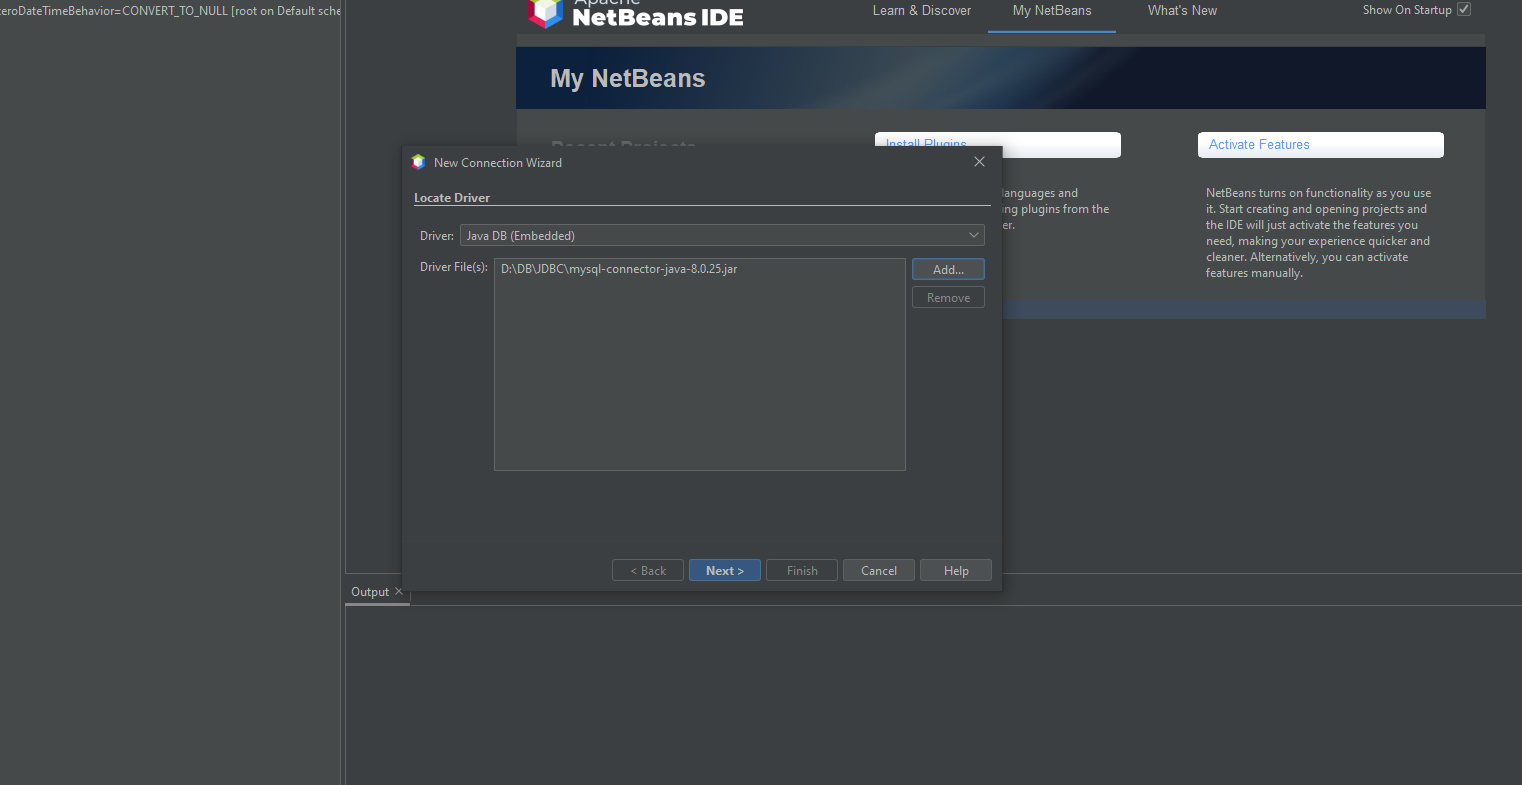 eroDateTimeBehavior=CONVERT_TO_NULL [root on Default sche
Apache
NetBeans IDE
Learn & Discover
My NetBeans
What's New
Show On Startup
My NetBeans
Recent Projects
Install Plugins
Activate Features
languages and
ing plugins from the
er.
NetBeans turns on functionality as you use
it. Start creating and opening projects and
the IDE will just activate the features you
need, making your experience quicker and
cleaner. Alternatively, you can activate
features manually.
New Connection Wizard
Locate Driver
Driver: Java DB (Embedded)
Driver File(s): D:\DB\JDBC\mysql-connector-java-8.0.25.jar
Add...
Remove
< Back
Next >
Finish
Cancel
Help
Output